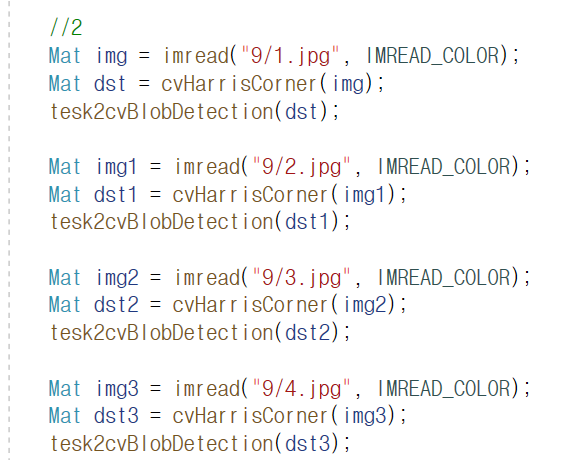 //2
Mat img = imread("9/1.jpg", IMREAD_COLOR);
Mat dst = cvHarrisCorner(img);
tesk2cvBlobDetection(dst);
Mat img1 = imread("9/2.jpg", IMREAD_COLOR);
Mat dst1 = cvHarrisCorner(img1);
tesk2cvBlobDetection(dst1);
Mat img2 = imread("9/3.jpg", IMREAD_COLOR);
Mat dst2 = cvHarrisCorner(img2);
tesk2cvBlobDetection(dst2);
Mat img3 = imread("9/4.jpg", IMREAD_COLOR);
Mat dst3 = cvHarrisCorner(img3);
tesk2cvBlobDetection(dst3);